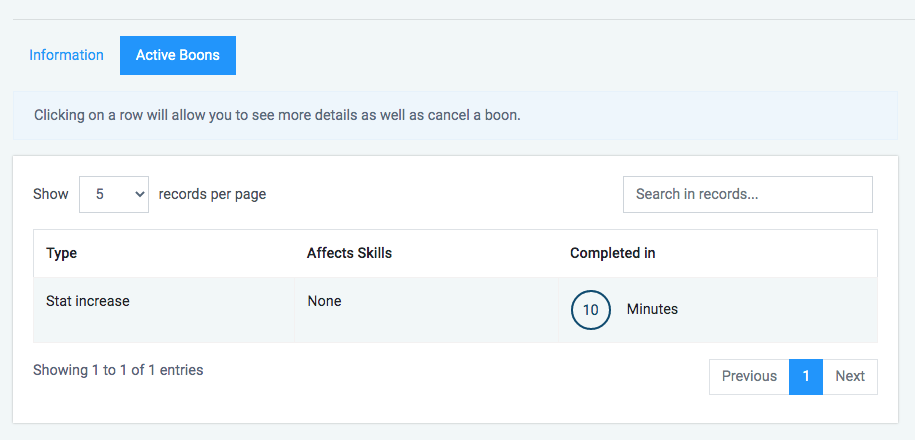 Information Active Boons
Clicking on a row will allow you to see more details as well as cancel a boon.
Show 5 records per page Search in records...
Type Affects Skills Completed in
Stat increase None 10 Minutes
Showing 1 to 1 of 1 entries Previous 1 Next